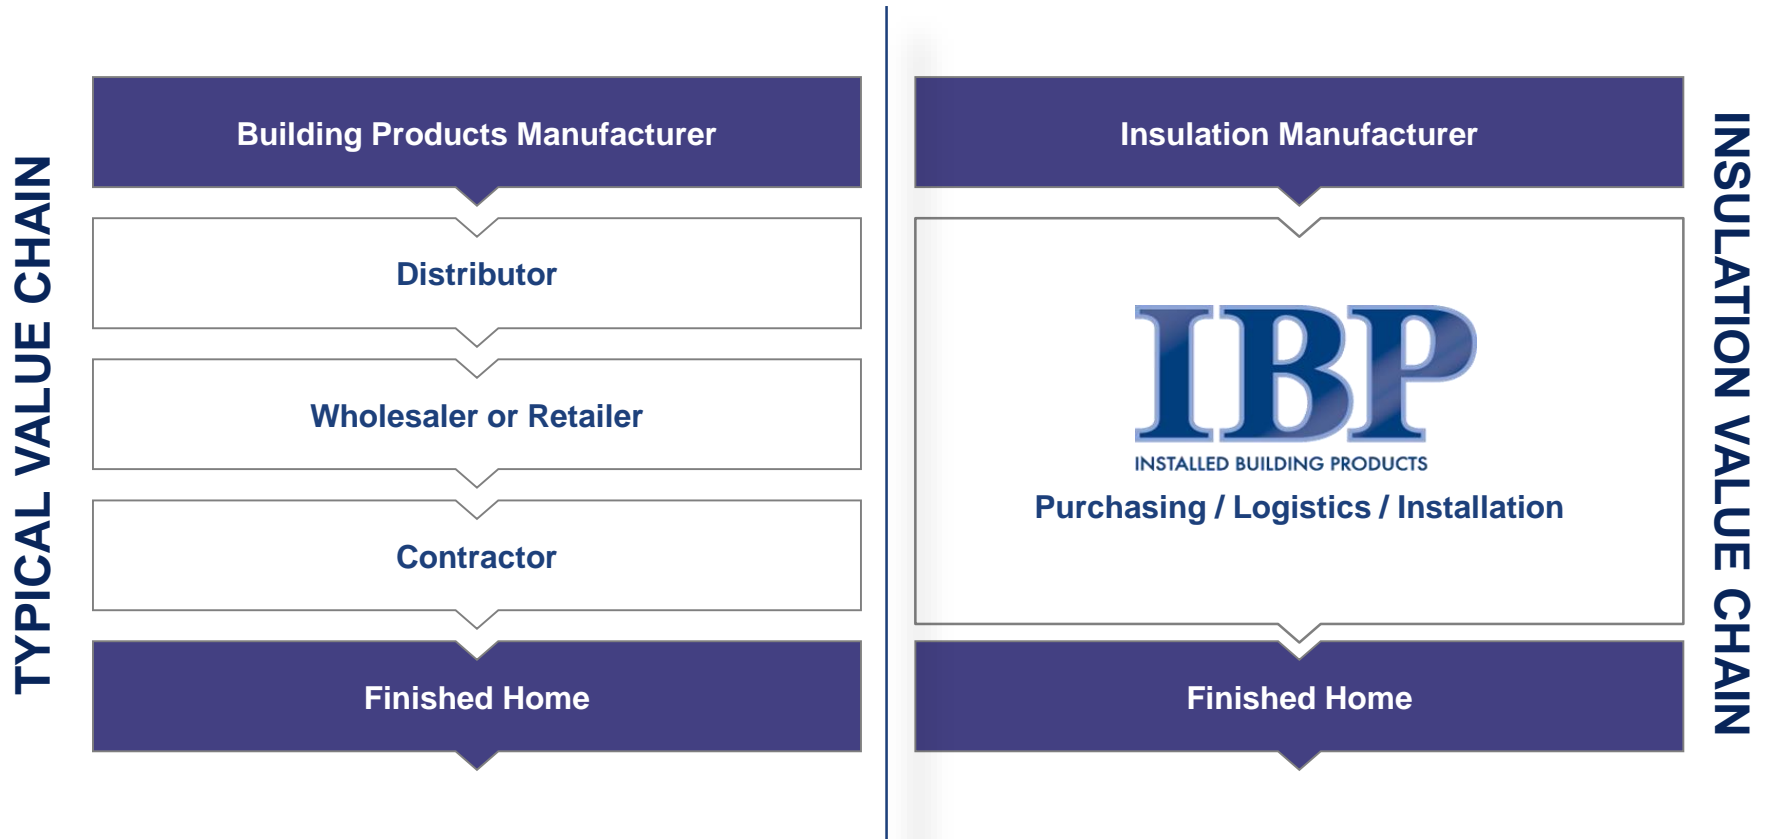 TYPICAL VALUE CHAIN
Building Products Manufacturer
Distributor
Wholesaler or Retailer
Contractor
Finished Home
Insulation Manufacturer
IBP
INSTALLED BUILDING PRODUCTS
Purchasing / Logistics / Installation
Finished Home
INSULATION VALUE CHAIN